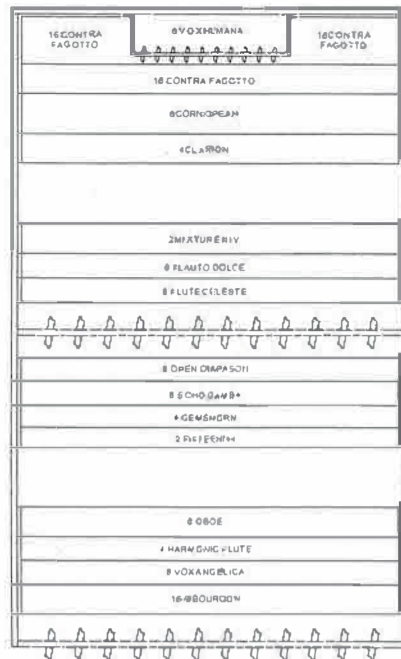 8 VOX HUMANA
16 CONTRA
FAGOTTO
16 CONTRA
FAGOTTO
16 CONTRA FAGOTTO
8 CORNOPEAN
4 CLARION
2 MIXTURE III/IV
8 FLAUTO DOLCE
8 FLUTE CELESTE
8 OPEN DIAPASON
8 ECHO GAMBA
4 GEMSHORN
2 FIFTEENTH
8 OBOE
4 HARMONIC FLUTE
8 VOX ANGELICA
16-8 BOURDON